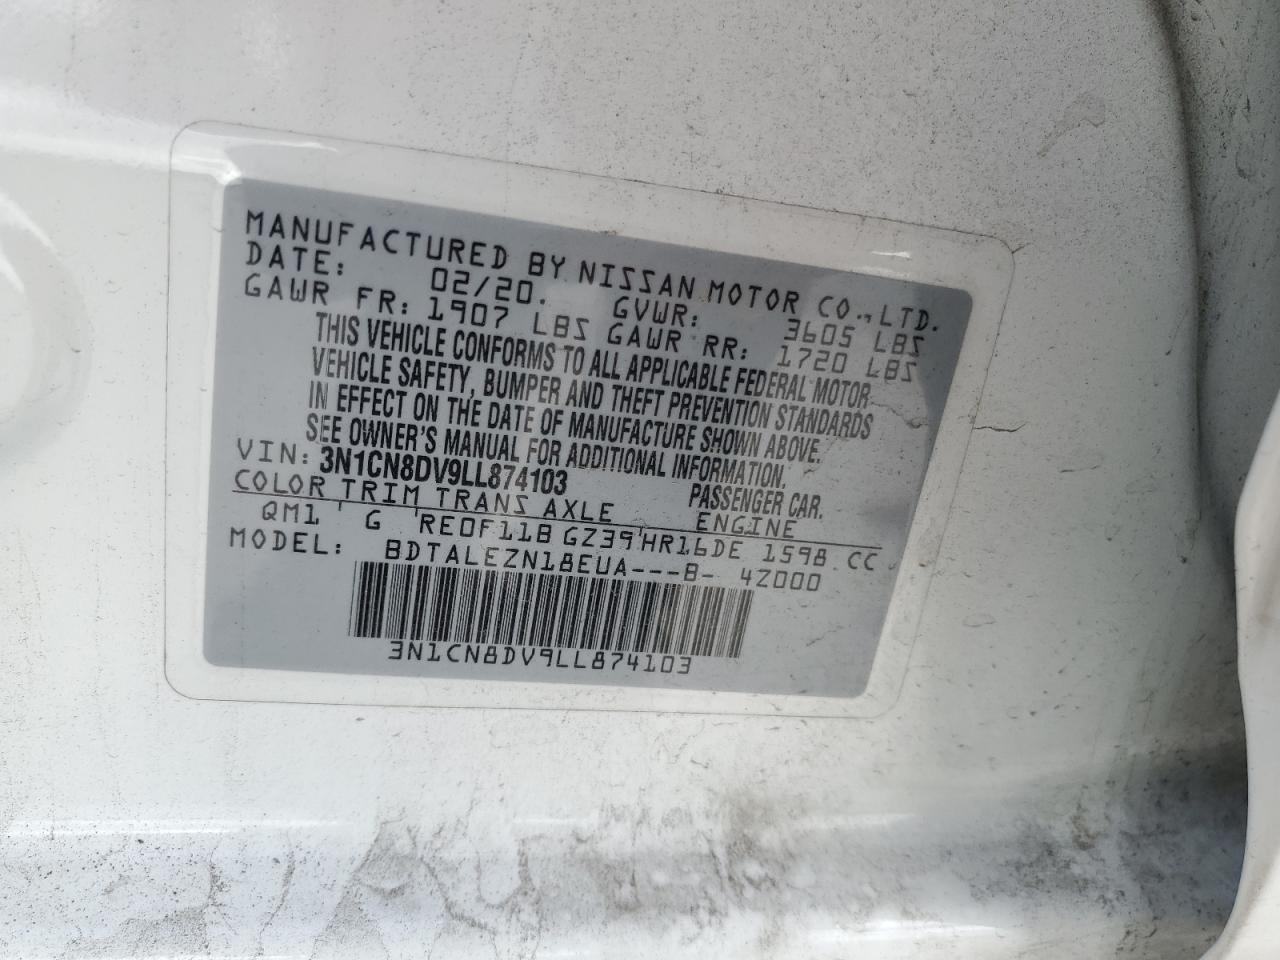 MANUFACTURED BY NISSAN MOTOR CO., LTD.
DATE: 02/20. GVWR: 3605 LBS
GAWR FR: 1907 LBS GAWR RR: 1720 LBS
THIS VEHICLE CONFORMS TO ALL APPLICABLE FEDERAL MOTOR
VEHICLE SAFETY, BUMPER AND THEFT PREVENTION STANDARDS
IN EFFECT ON THE DATE OF MANUFACTURE SHOWN ABOVE.
SEE OWNER'S MANUAL FOR ADDITIONAL INFORMATION.
VIN: 3N1CN8DV9LL874103 PASSENGER CAR.
COLOR TRIM TRANS AXLE ENGINE
QM1 ' G 'RE0F11B GZ39'HR16DE 1598 CC
MODEL: BDTALEZN18EUA---B- 4Z000
3N1CN8DV9LL874103